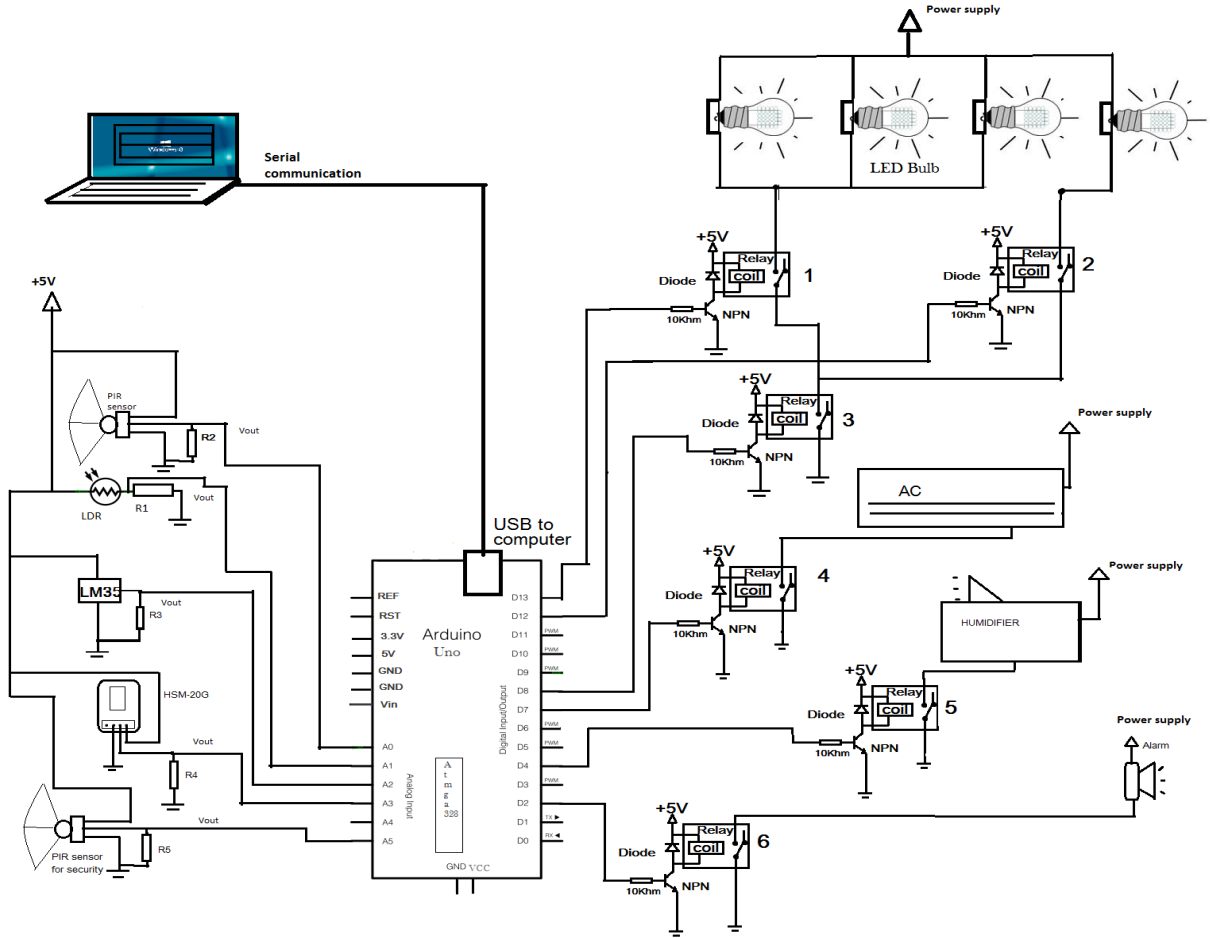 Power supply
LED Bulb
Windows 8
Serial
communication
+5V
Relay
coil
Diode
1
NPN
10Khm
+5V
Relay
coil
Diode
2
NPN
10Khm
+5V
PIR
sensor
R2
Vout
LDR
R1
Vout
LM35
Vout
R3
HSM-20G
Vout
R4
Vout
R5
PIR sensor
for security
+5V
Relay
coil
Diode
3
NPN
10Khm
Power supply
AC
USB to
computer
REF
RST
3.3V
5V
GND
GND
Vin
A0
A1
A2
A3
A4
A5
Analog Input
Arduino
Uno
A
t
m
g
a
328
GND VCC
Digital Input/Output
D13
D12
D11
PWM
D10
PWM
D9
PWM
D8
D7
D6
PWM
D5
PWM
D4
D3
PWM
D2
D1
TX
D0
RX
+5V
Relay
coil
Diode
4
NPN
10Khm
Power supply
HUMIDIFIER
+5V
Relay
coil
Diode
5
NPN
10Khm
Power supply
Alarm
+5V
Relay
coil
Diode
6
NPN
10Khm